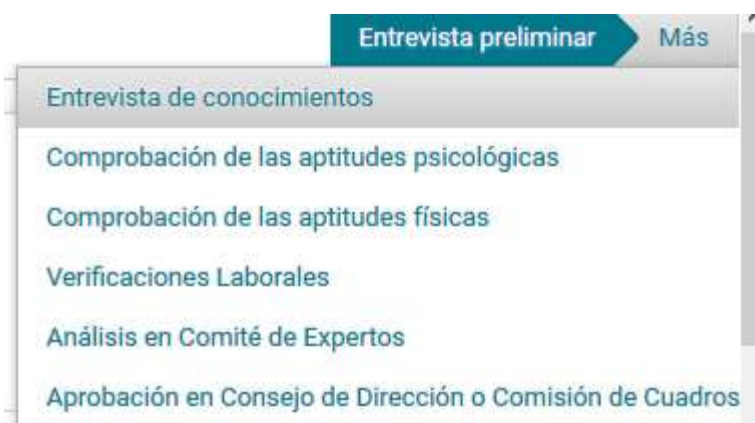 Entrevista preliminar Más
Entrevista de conocimientos
Comprobación de las aptitudes psicológicas
Comprobación de las aptitudes físicas
Verificaciones Laborales
Análisis en Comité de Expertos
Aprobación en Consejo de Dirección o Comisión de Cuadros